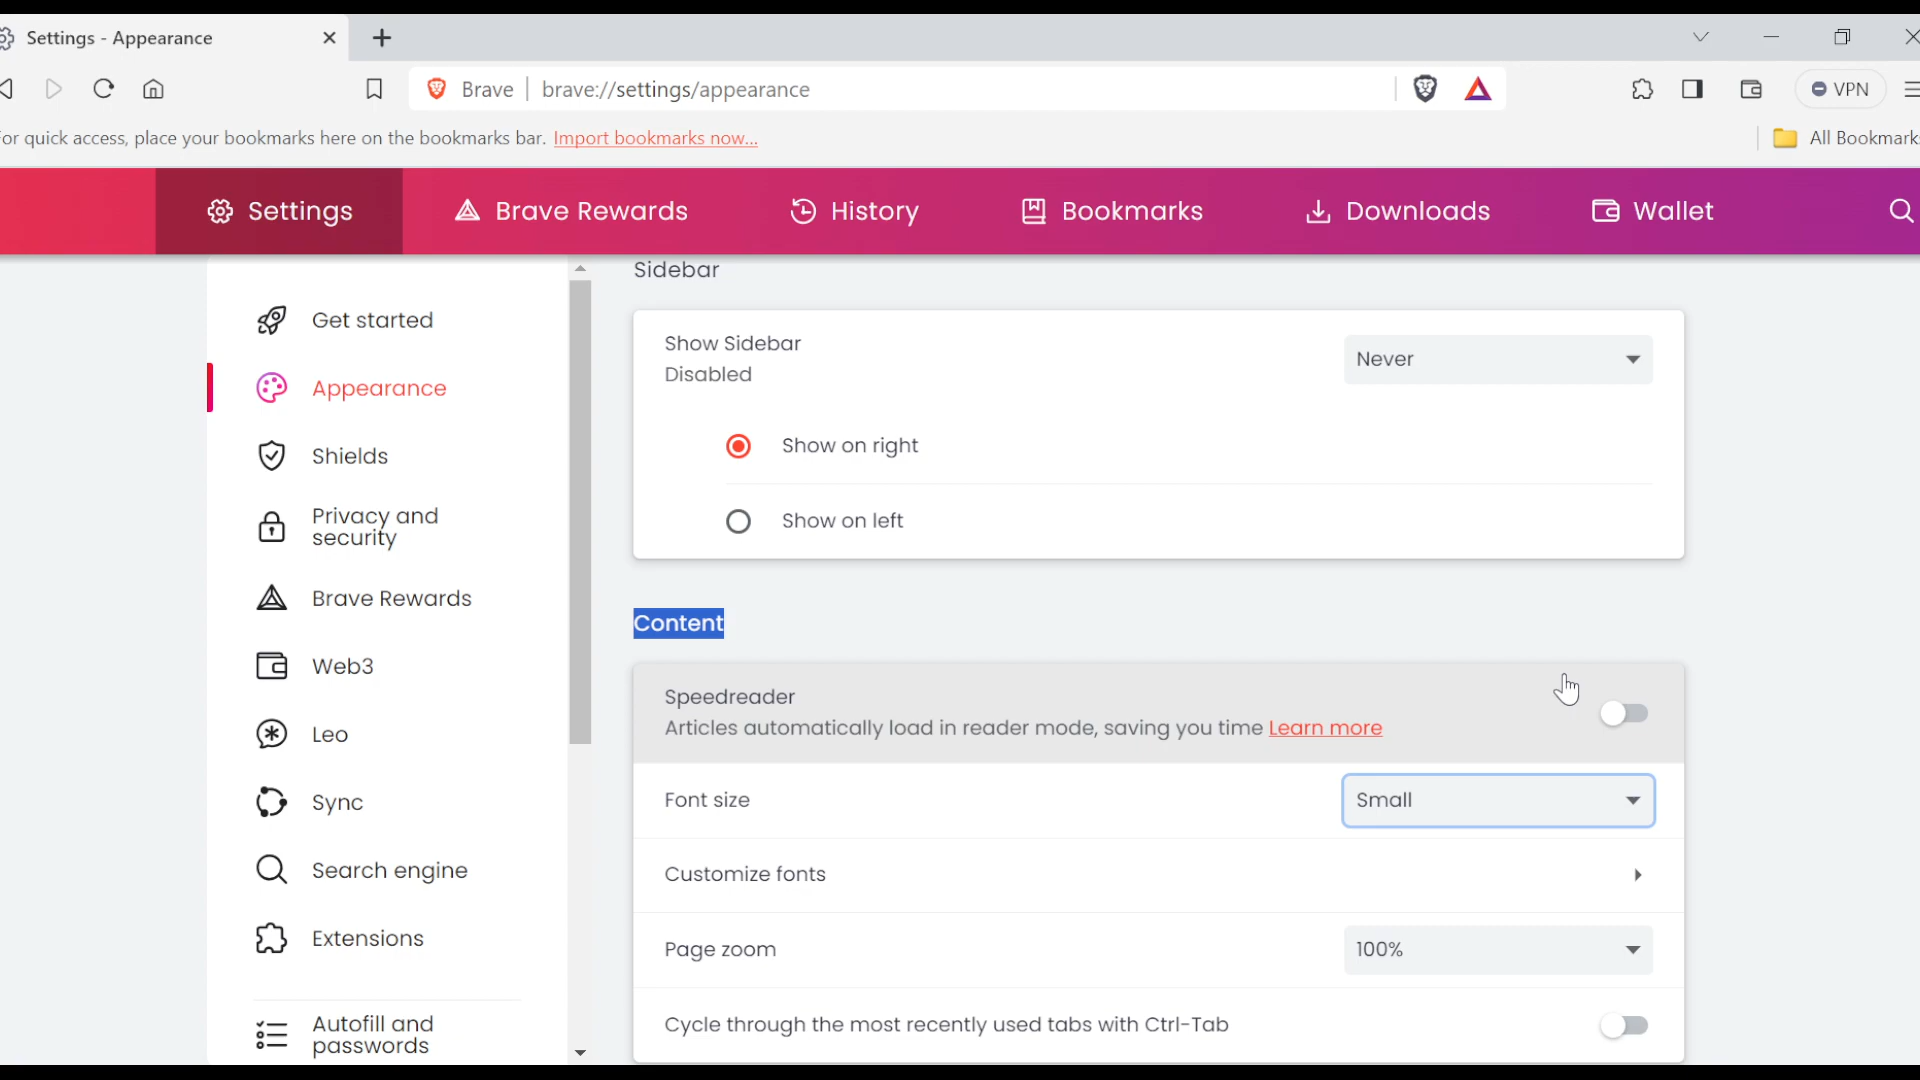 Settings - Appearance
Brave brave://settings/appearance
VPN
or quick access, place your bookmarks here on the bookmarks bar. Import bookmarks now...
All Bookmarks
Settings
Brave Rewards
History
Bookmarks
Downloads
Wallet
Get started
Appearance
Shields
Privacy and
security
Brave Rewards
Web3
Leo
Sync
Search engine
Extensions
Autofill and
passwords
Sidebar
Show Sidebar
Disabled
Never
Show on right
Show on left
Content
Speedreader
Articles automatically load in reader mode, saving you time Learn more
Font size
Small
Customize fonts
Page zoom
100%
Cycle through the most recently used tabs with Ctrl-Tab